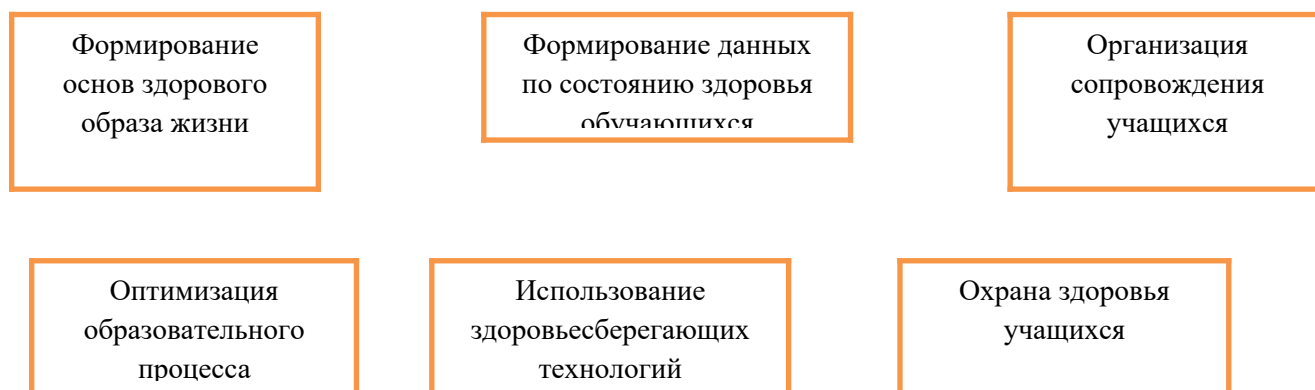 Формирование
основ здорового
образа жизни
Формирование данных
по состоянию здоровья
обучающихся
Организация
сопровождения
учащихся
Оптимизация
образовательного
процесса
Использование
здоровьесберегающих
технологий
Охрана здоровья
учащихся